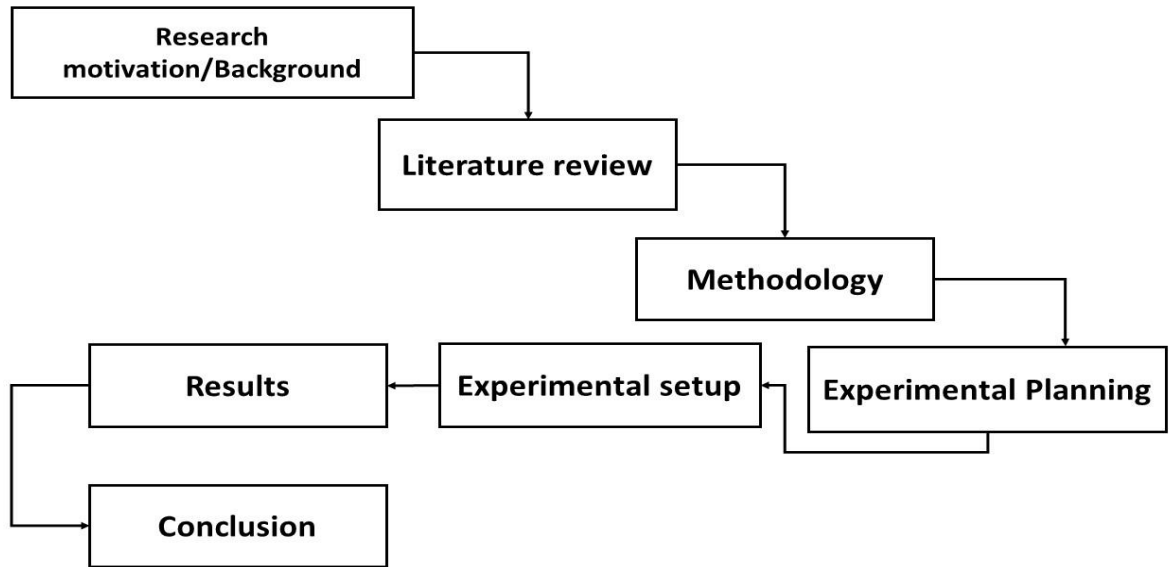 Research
motivation/Background
Literature review
Methodology
Experimental Planning
Experimental setup
Results
Conclusion